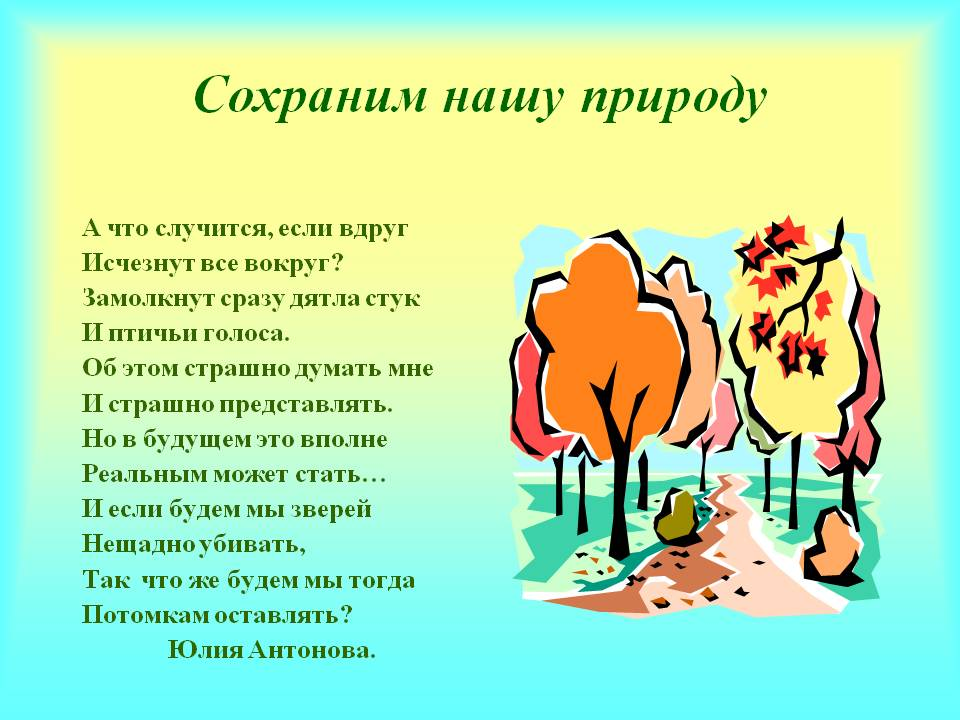 Сохраним нашу природу
А что случится, если вдруг
Исчезнут все вокруг?
Замолкнут сразу дятла стук
И птичьи голоса.
Об этом страшно думать мне
И страшно представлять.
Но в будущем это вполне
Реальным может стать…
И если будем мы зверей
Нещадно убивать,
Так что же будем мы тогда
Потомкам оставлять?
Юлия Антонова.